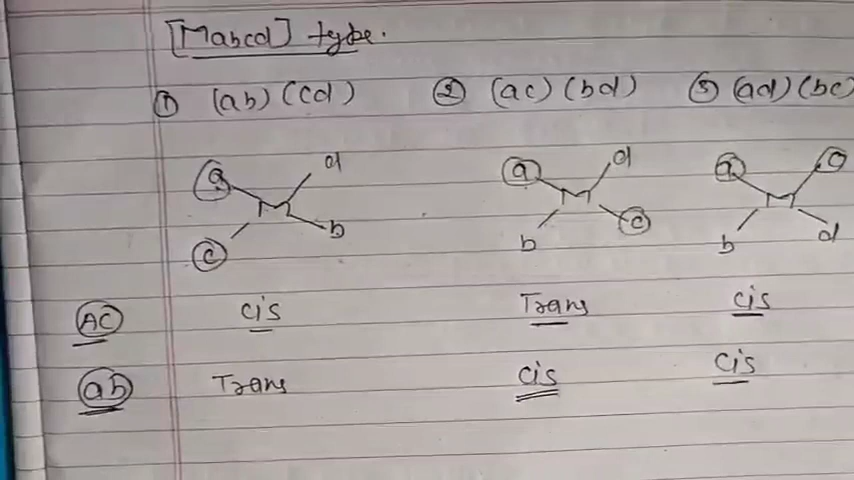 [Mabcd] type.
① (ab) (cd) ② (ac) (bd) ③ (ad) (bc)
a d a d a c
M M M
c b b c b d
AC cis Trans cis
ab Trans cis cis